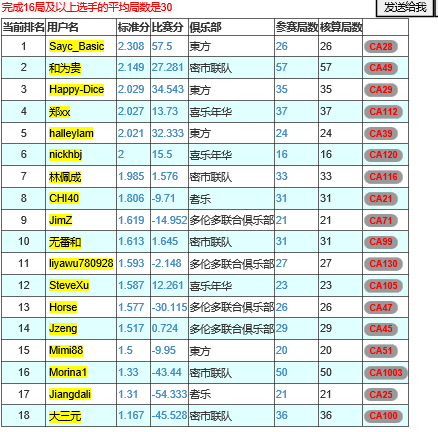 完成16局及以上选手的平均局数是30
发送给我
当前排名 用户名 标准分 比赛分 俱乐部 参赛局数 核算局数
1 Sayc_Basic 2.308 57.5 東方 26 26 CA28
2 和为贵 2.149 27.281 密市联队 57 57 CA49
3 Happy-Dice 2.029 34.543 東方 35 35 CA29
4 郑xx 2.027 13.73 喜乐年华 37 37 CA112
5 halleylam 2.021 32.333 東方 24 24 CA39
6 nickhbj 2 15.5 喜乐年华 16 16 CA120
7 林佩成 1.985 1.576 密市联队 33 33 CA116
8 CHI40 1.806 -9.71 耆乐 31 31 CA21
9 JimZ 1.619 -14.952 多伦多联合俱乐部 21 21 CA71
10 无番和 1.613 1.645 密市联队 31 31 CA99
11 liyawu780928 1.593 -2.148 多伦多联合俱乐部 27 27 CA130
12 SteveXu 1.587 12.261 喜乐年华 23 23 CA105
13 Horse 1.577 -30.115 多伦多联合俱乐部 26 26 CA47
14 Jzeng 1.517 0.724 多伦多联合俱乐部 29 29 CA45
15 Mimi88 1.5 -9.95 東方 20 20 CA51
16 Morina1 1.33 -43.44 密市联队 50 50 CA1003
17 Jiangdali 1.31 -54.333 耆乐 21 21 CA25
18 大三元 1.167 -45.528 密市联队 36 36 CA100